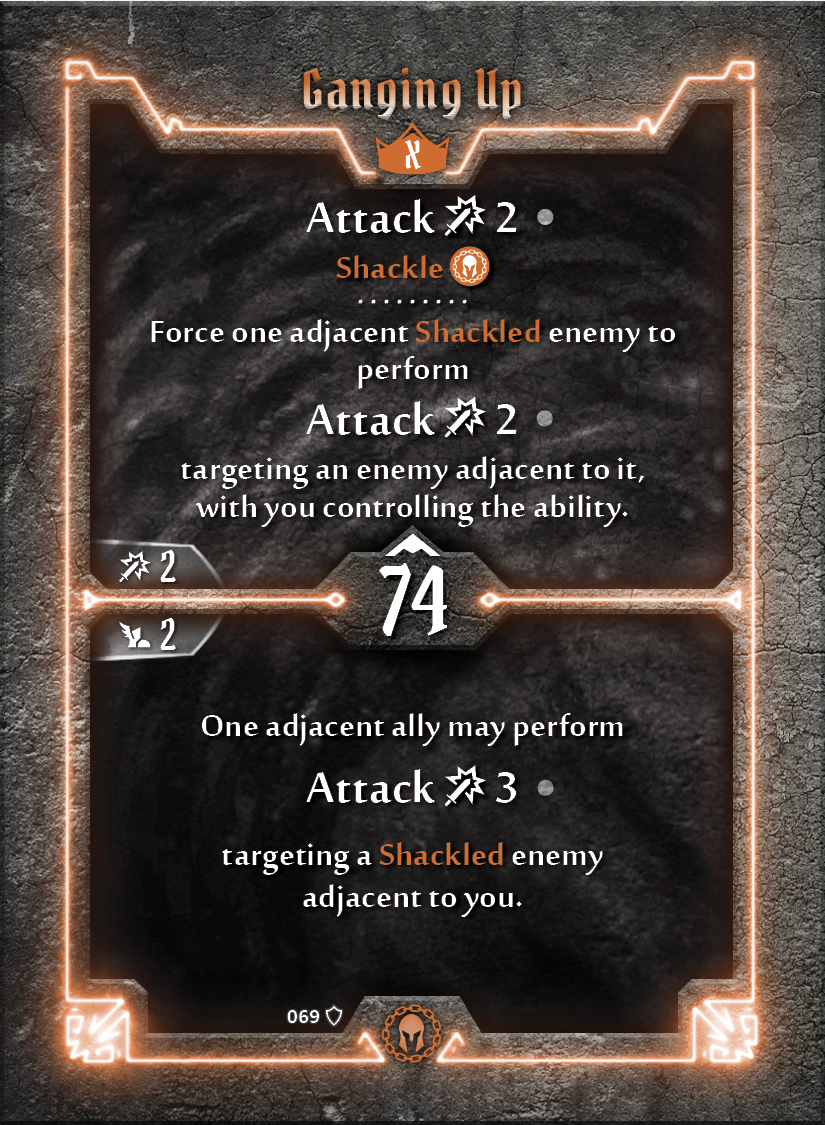 Ganging Up
X
Attack 2
Shackle
Force one adjacent Shackled enemy to
perform
Attack 2
targeting an enemy adjacent to it,
with you controlling the ability.
2
74
2
One adjacent ally may perform
Attack 3
targeting a Shackled enemy
adjacent to you.
069